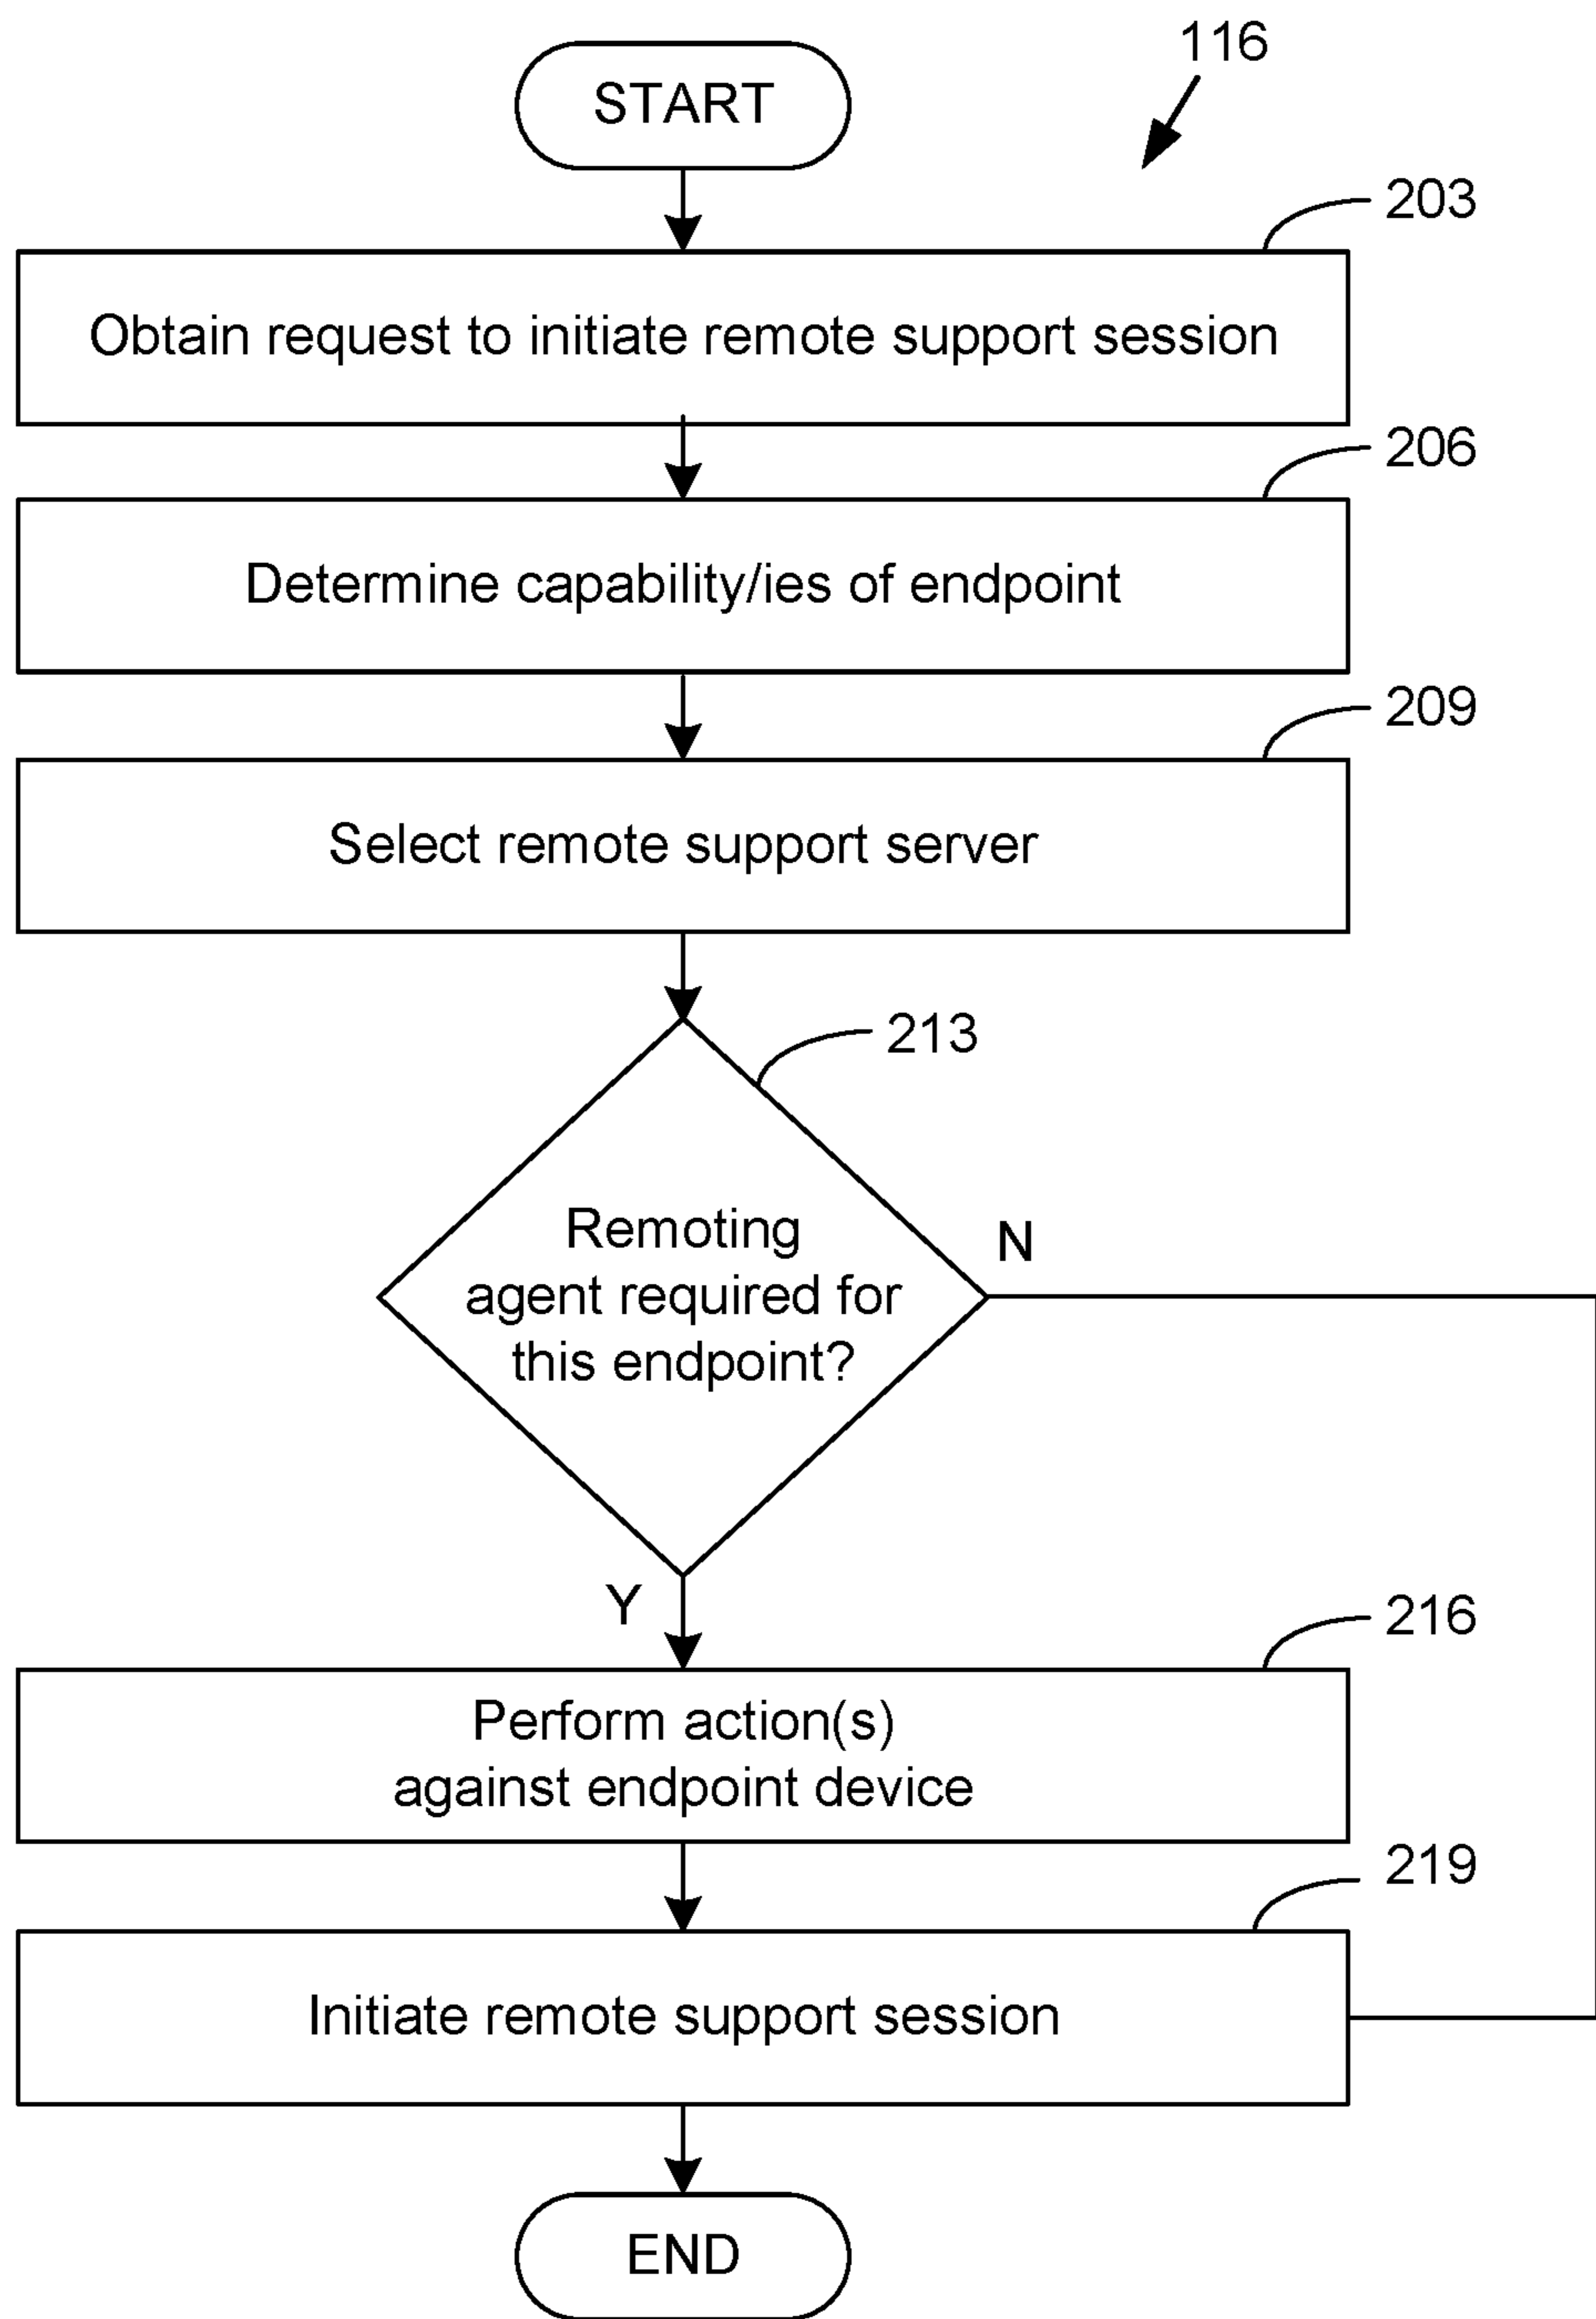 116
START
203
Obtain request to initiate remote support session
206
Determine capability/ies of endpoint
209
Select remote support server
213
Remoting
agent required for
this endpoint?
N
Y
216
Perform action(s)
against endpoint device
219
Initiate remote support session
END